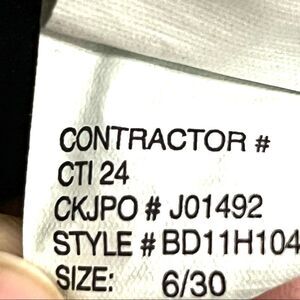 CONTRACTOR #
CTI 24
CKJPO # J01492
STYLE # BD11H104
SIZE: 6/30